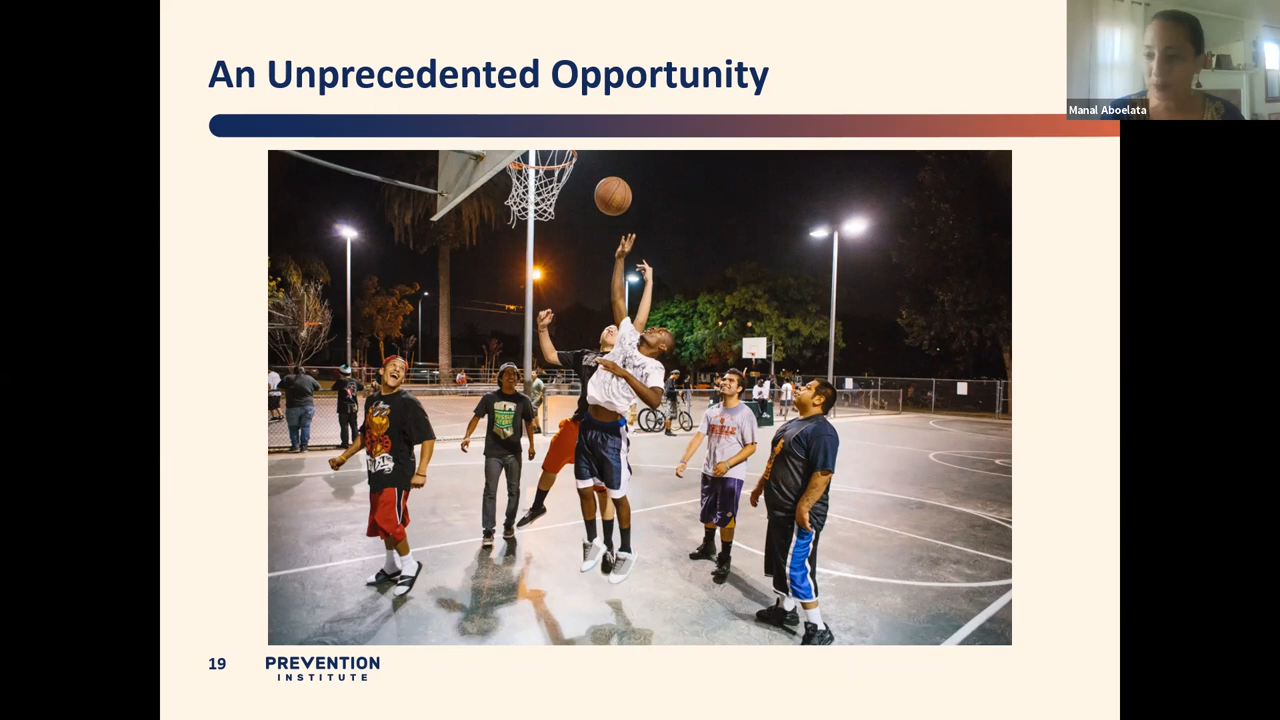 An Unprecedented Opportunity
Manal Aboelata
19
PREVENTION
INSTITUTE